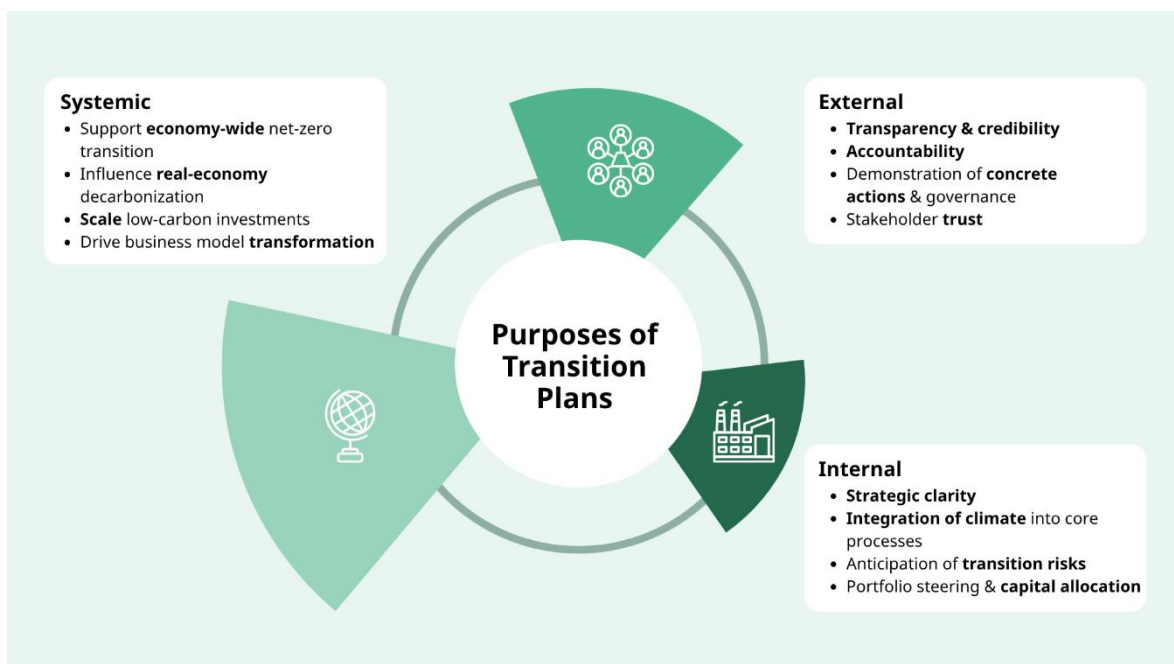 Systemic
• Support economy-wide net-zero
transition
• Influence real-economy
decarbonization
• Scale low-carbon investments
• Drive business model transformation
External
• Transparency & credibility
• Accountability
• Demonstration of concrete
actions & governance
• Stakeholder trust
Purposes of
Transition
Plans
Internal
• Strategic clarity
• Integration of climate into core
processes
• Anticipation of transition risks
• Portfolio steering & capital allocation